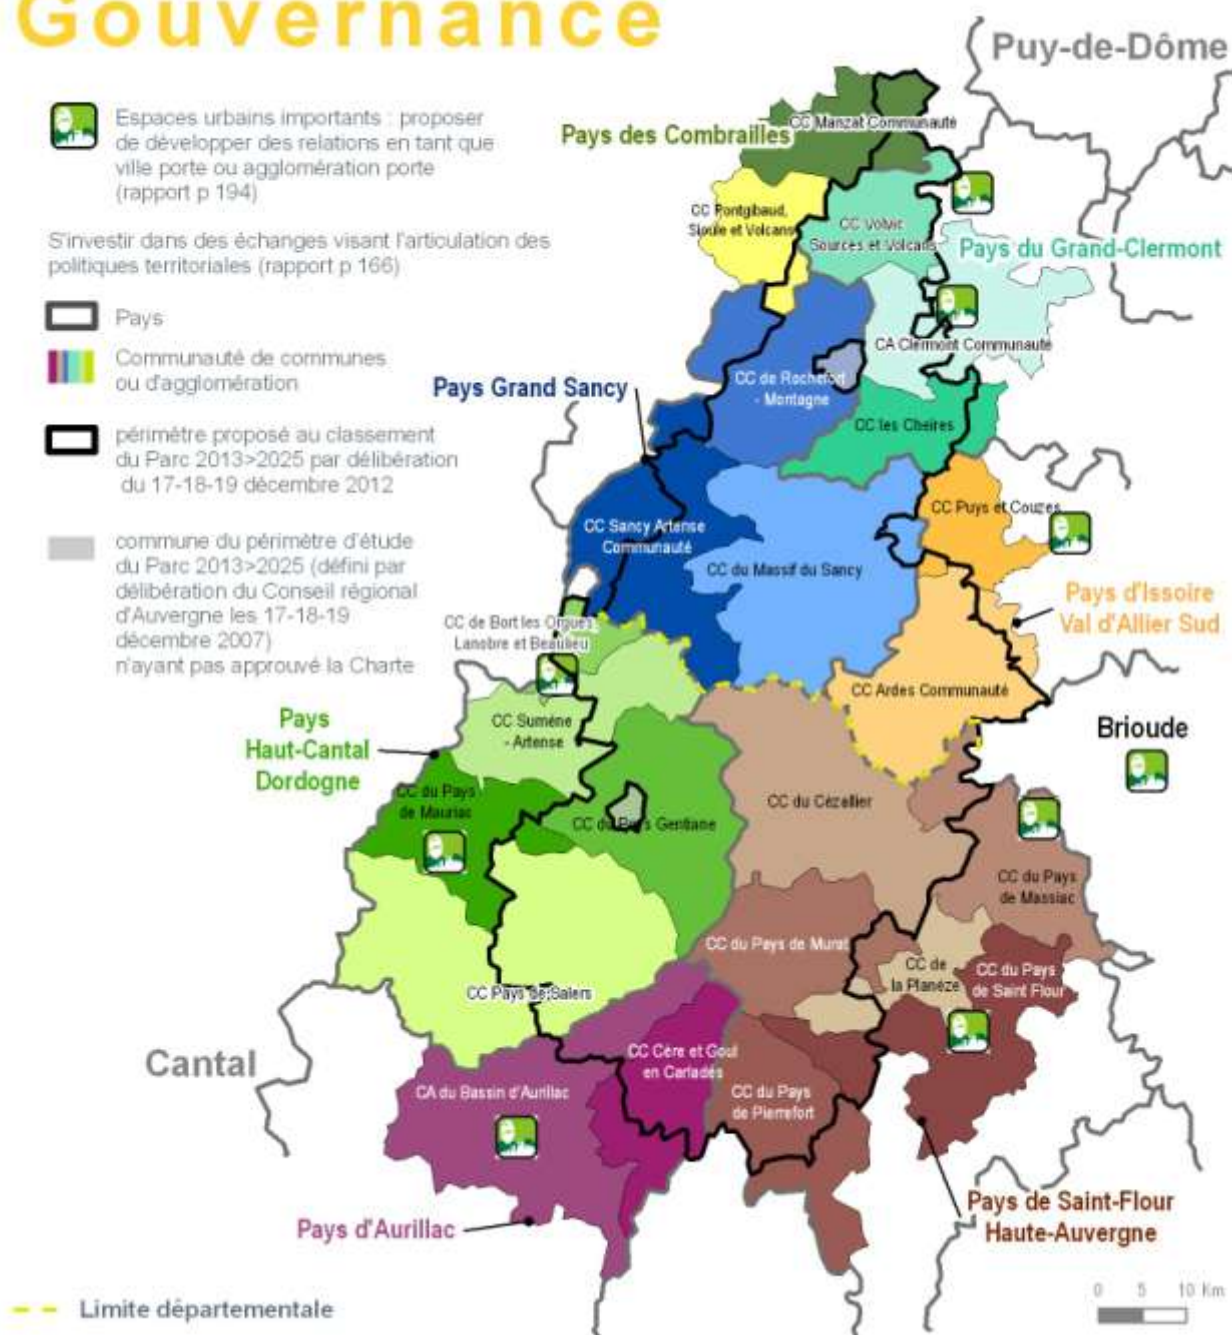 Gouvernance
Puy-de-Dôme
Espaces urbains importants : proposer
de développer des relations en tant que
ville porte ou agglomération porte
(rapport p 194)
S'investir dans des échanges visant l'articulation des
politiques territoriales (rapport p 166)
Pays
Communauté de communes
ou d'agglomération
périmètre proposé au classement
du Parc 2013>2025 par délibération
du 17-18-19 décembre 2012
commune du périmètre d'étude
du Parc 2013>2025 (défini par
délibération du Conseil régional
d'Auvergne les 17-18-19
décembre 2007)
n'ayant pas approuvé la Charte
Pays des Combrailles
CC Manzat Communauté
CC Pontgibaud,
Sioule et Volcans
CC Volvic
Sources et Volcans
Pays du Grand-Clermont
CA Clermont Communauté
Pays Grand Sancy
CC de Rochefort
- Montagne
CC les Cheires
CC Puys et Couzes
CC Sancy Artense
Communauté
CC du Massif du Sancy
Pays d'Issoire
Val d'Allier Sud
CC de Bort les Orgues,
Lanobre et Beaulieu
CC Ardes Communauté
CC Sumène
- Artense
Pays
Haut-Cantal
Dordogne
Brioude
CC du Pays
de Mauriac
CC du Pays Gentiane
CC du Cézallier
CC du Pays
de Massiac
CC du Pays de Murat
CC de
la Planèze
CC du Pays
de Saint Flour
CC Pays de Salers
Cantal
CC Cère et Goul
en Carladès
CA du Bassin d'Aurillac
CC du Pays
de Pierrefort
Pays d'Aurillac
Pays de Saint-Flour
Haute-Auvergne
Limite départementale
0 5 10 Km